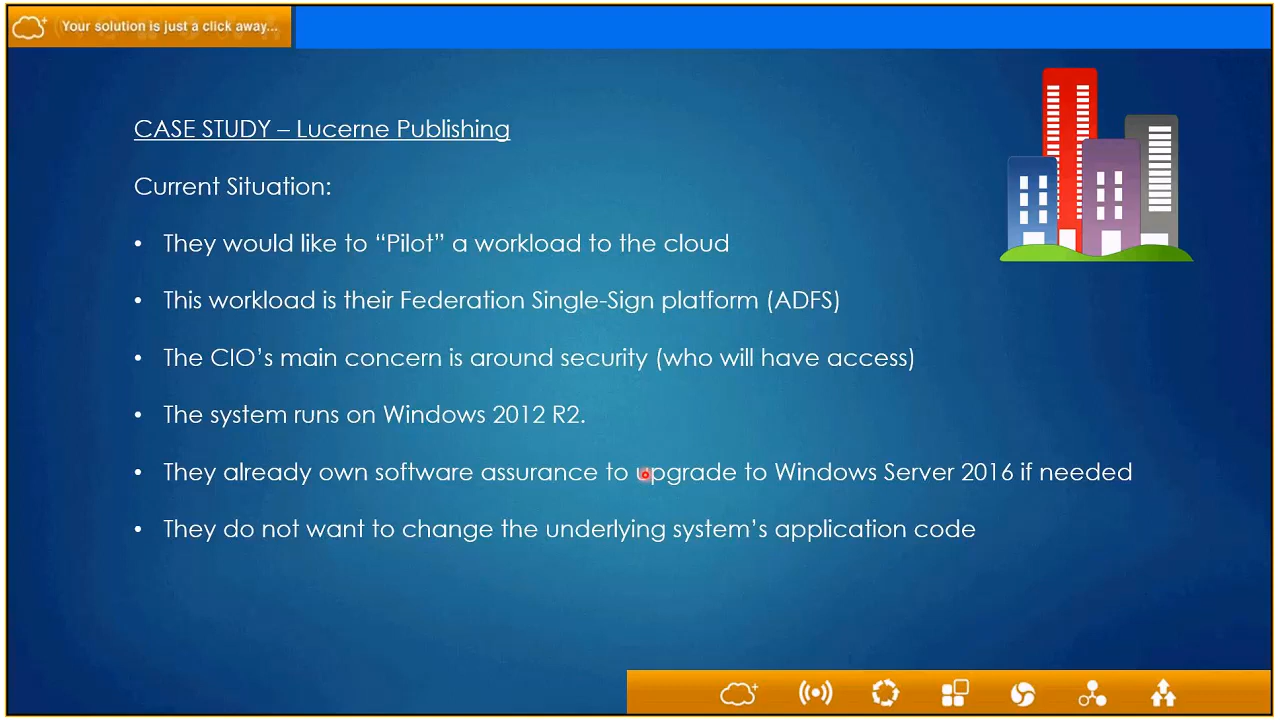 Your solution is just a click away...
CASE STUDY – Lucerne Publishing
Current Situation:
• They would like to “Pilot” a workload to the cloud
• This workload is their Federation Single-Sign platform (ADFS)
• The CIO’s main concern is around security (who will have access)
• The system runs on Windows 2012 R2.
• They already own software assurance to upgrade to Windows Server 2016 if needed
• They do not want to change the underlying system’s application code